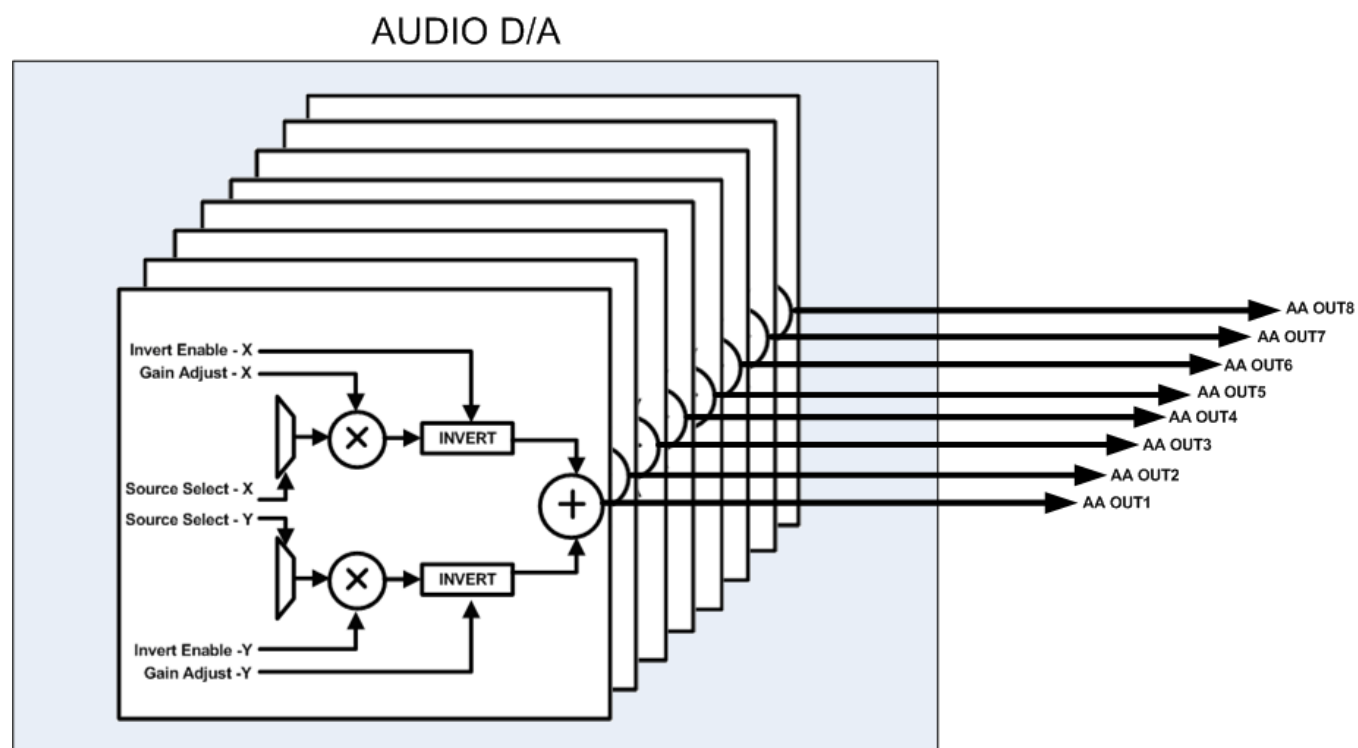 AUDIO D/A
Invert Enable - X
Gain Adjust - X
INVERT
Source Select - X
Source Select - Y
INVERT
Invert Enable -Y
Gain Adjust -Y
AA OUT8
AA OUT7
AA OUT6
AA OUT5
AA OUT4
AA OUT3
AA OUT2
AA OUT1